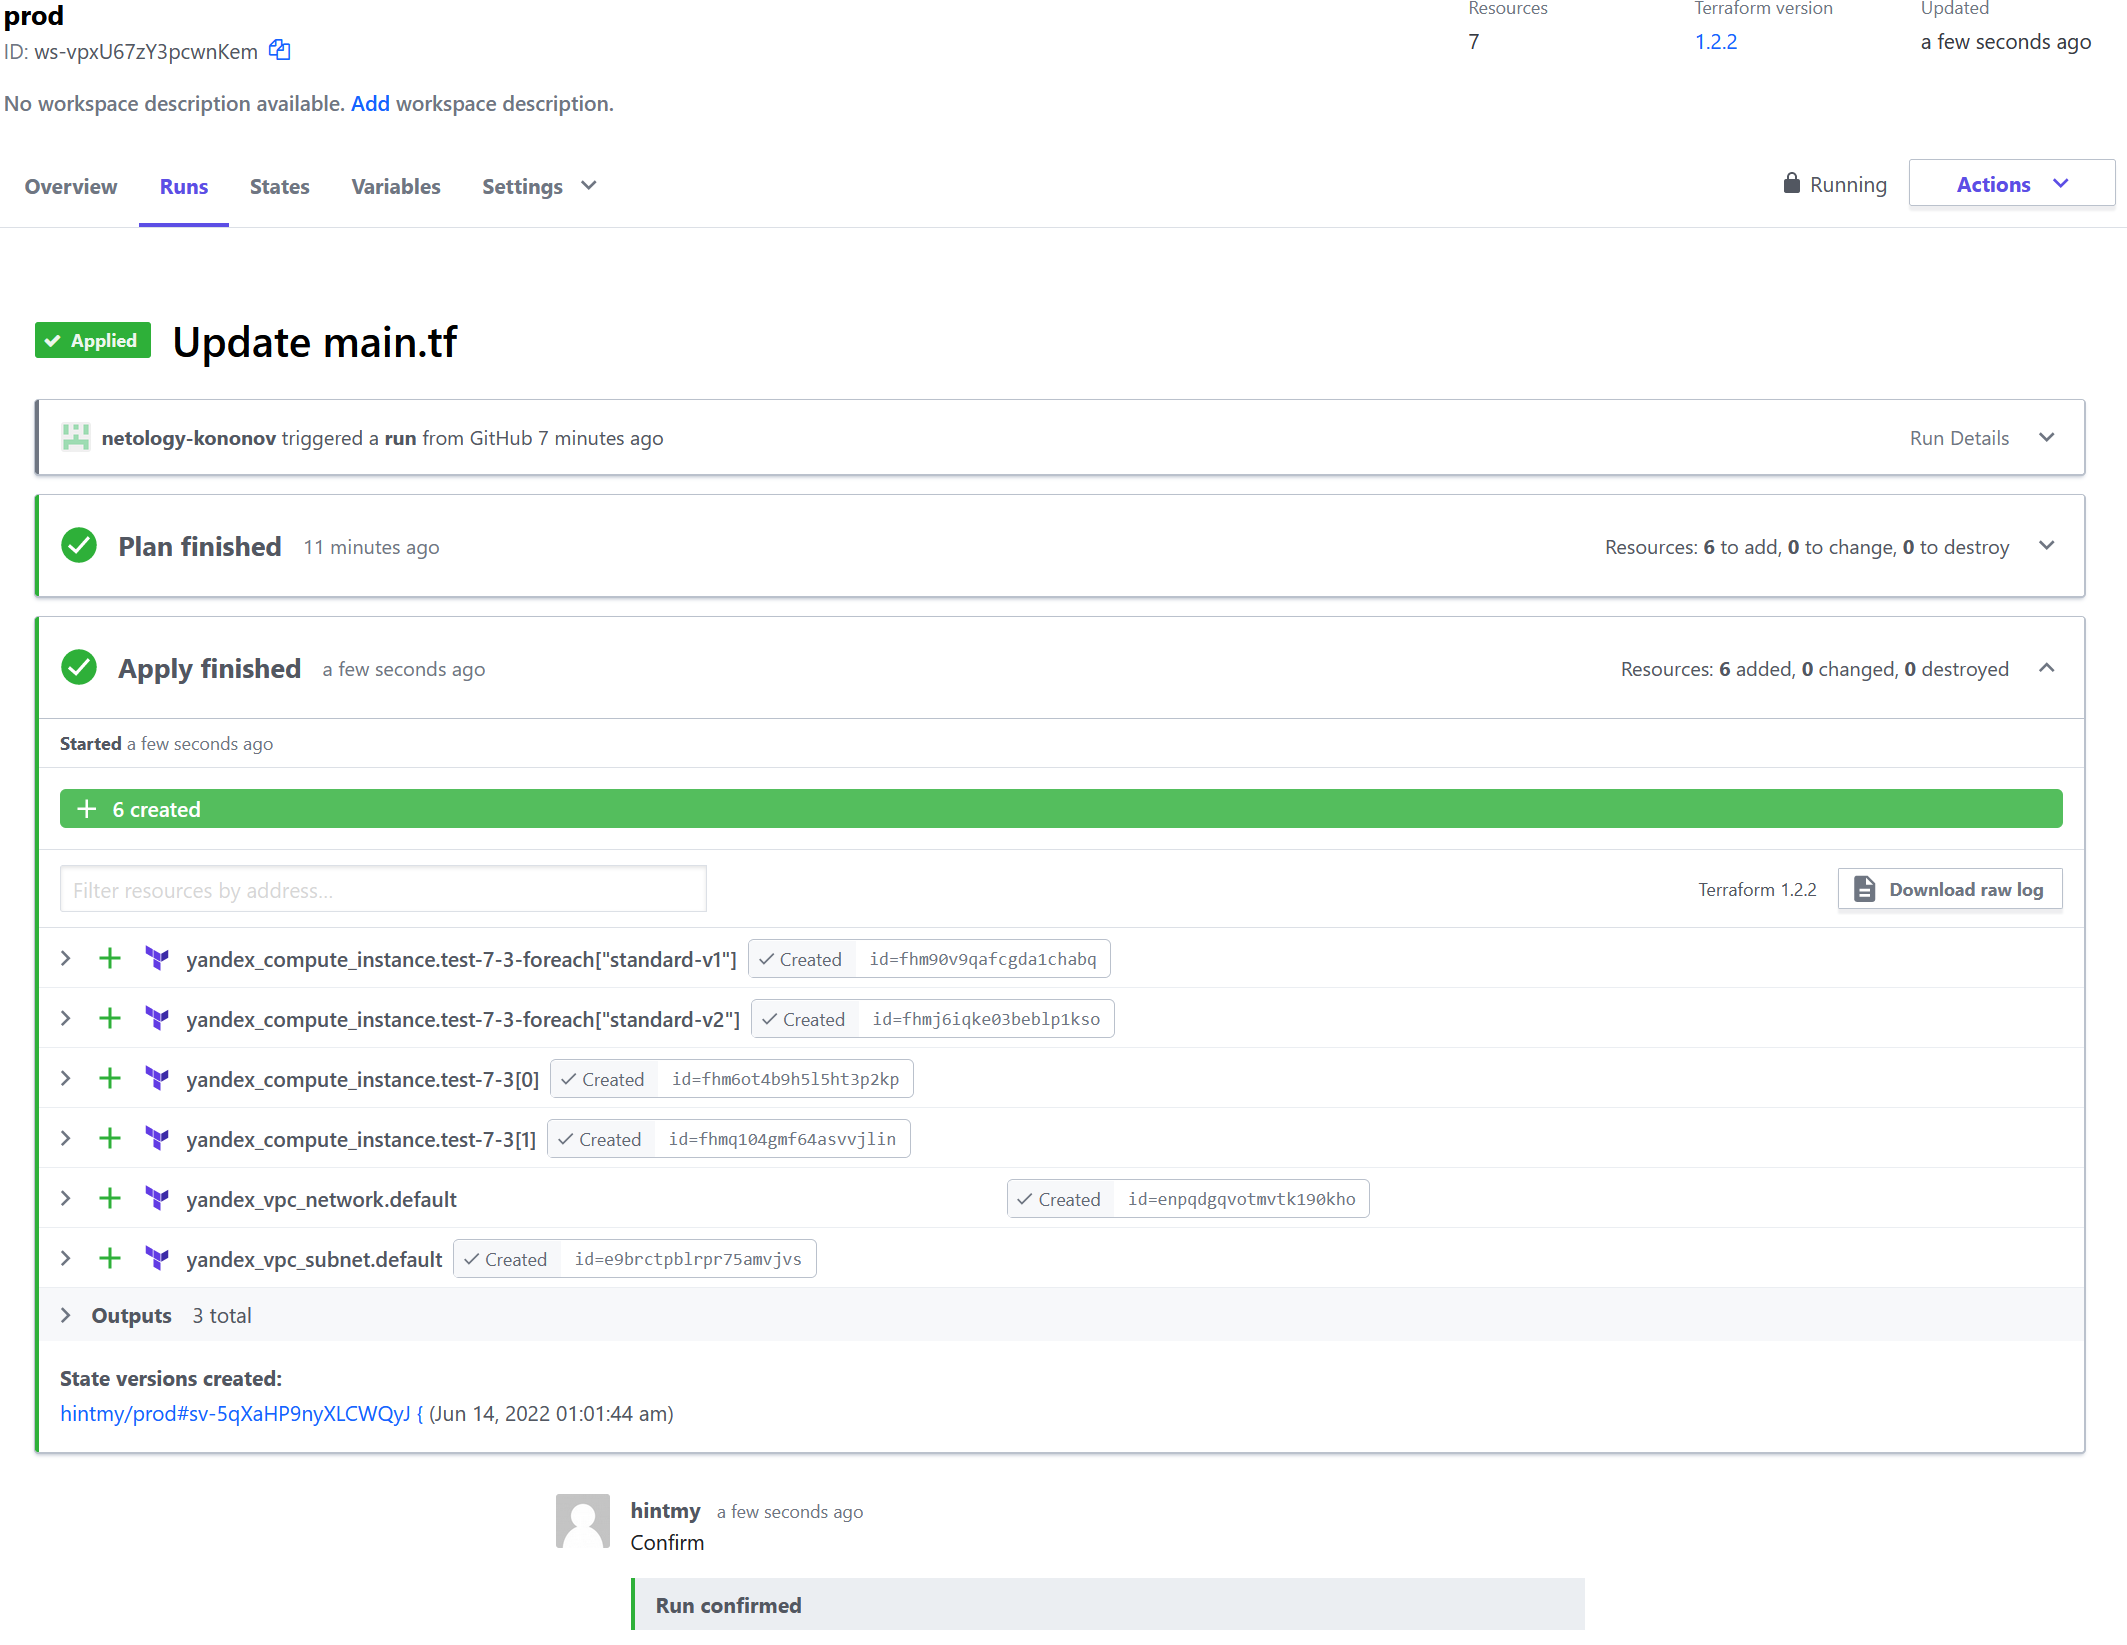 prod
Resources Terraform version Updated
ID: ws-vpxU67zY3pcwnKem 7 1.2.2 a few seconds ago
No workspace description available. Add workspace description.
Overview Runs States Variables Settings Running Actions
Applied Update main.tf
netology-kononov triggered a run from GitHub 7 minutes ago Run Details
Plan finished 11 minutes ago Resources: 6 to add, 0 to change, 0 to destroy
Apply finished a few seconds ago Resources: 6 added, 0 changed, 0 destroyed
Started a few seconds ago
+ 6 created
Filter resources by address... Terraform 1.2.2 Download raw log
yandex_compute_instance.test-7-3-foreach["standard-v1"] Created id=fhm90v9qafcgda1chabq
yandex_compute_instance.test-7-3-foreach["standard-v2"] Created id=fhmj6iqke03beblp1kso
yandex_compute_instance.test-7-3[0] Created id=fhm6ot4b9h5l5ht3p2kp
yandex_compute_instance.test-7-3[1] Created id=fhmq104gmf64asvvjlin
yandex_vpc_network.default Created id=enpqdgqvotmvtk190kho
yandex_vpc_subnet.default Created id=e9brctpblrpr75amvjvs
Outputs 3 total
State versions created:
hintmy/prod#sv-5qXaHP9nyXLCWQyJ { (Jun 14, 2022 01:01:44 am)
hintmy a few seconds ago
Confirm
Run confirmed